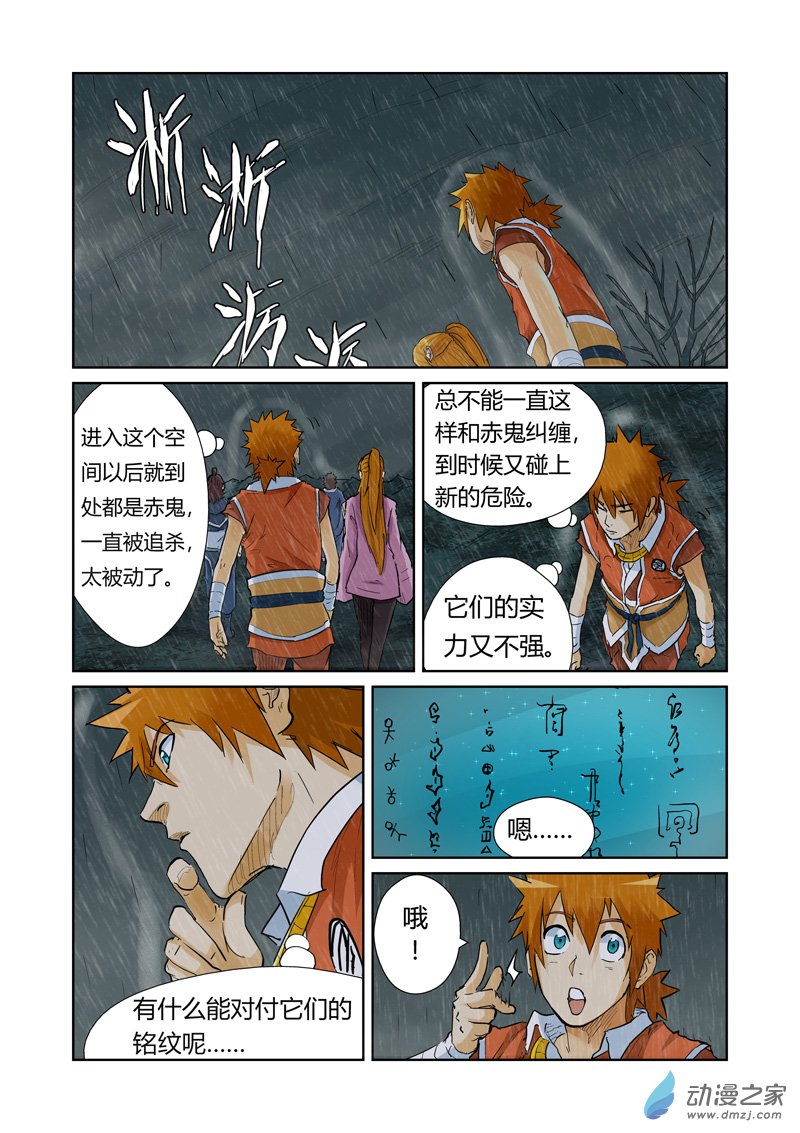 淅
淅
沥
沥
进入这个空
间以后就到
处都是赤鬼，
一直被追杀，
太被动了。
总不能一直这
样和赤鬼纠缠，
到时候又碰上
新的危险。
它们的实
力又不强。
有什么能对付它们的
铭纹呢……
嗯……
哦
！
动漫之家
www.dmzj.com